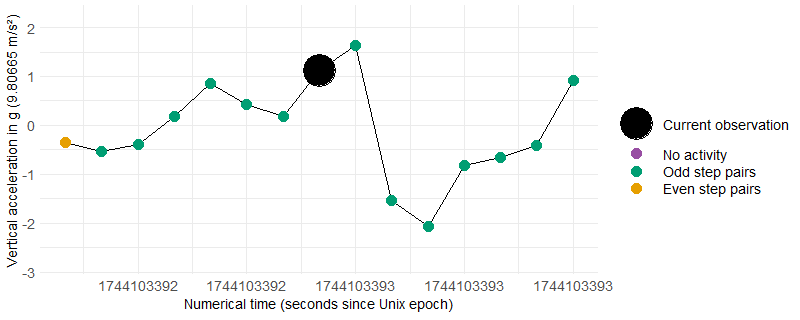 Vertical acceleration in g (9.80665 m/s²)
2
1
0
-1
-2
-3
1744103392
1744103392
1744103393
1744103393
1744103393
Numerical time (seconds since Unix epoch)
Current observation
No activity
Odd step pairs
Even step pairs